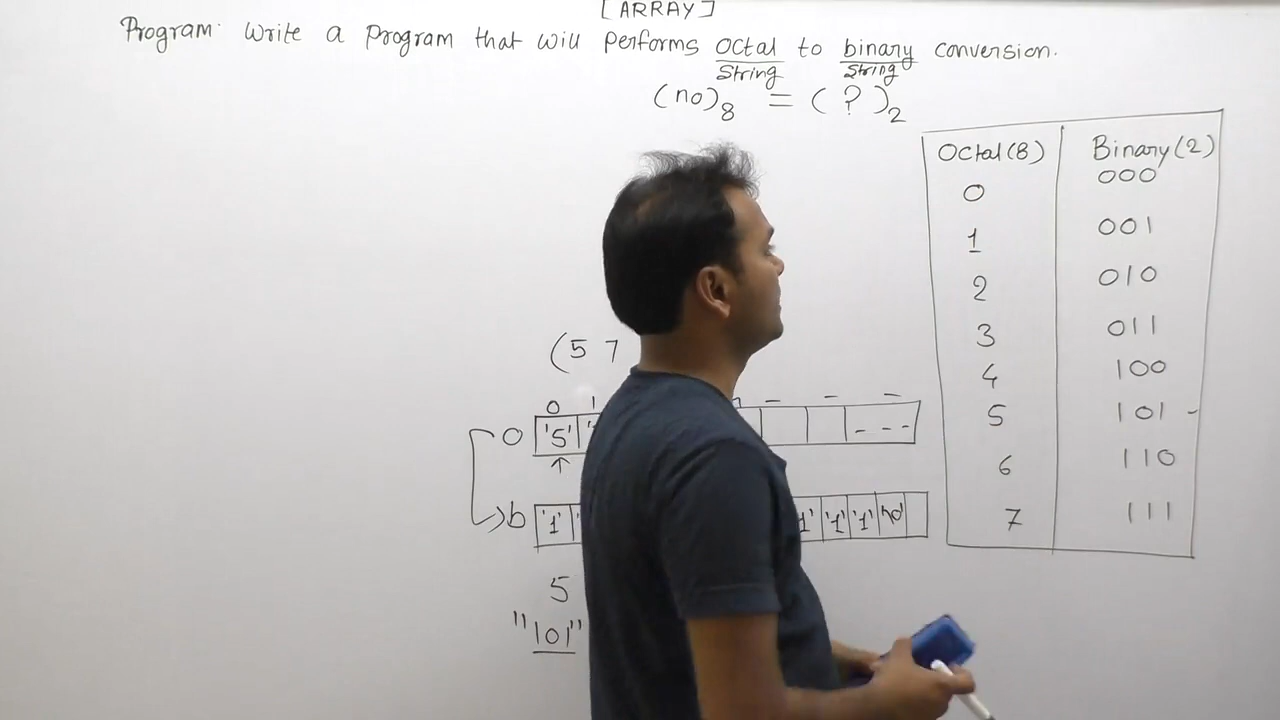 [ARRAY]
Program. Write a program that will performs octal to binary conversion.
String String
(no)8 = ( ? )2
Octal(8) Binary(2)
0 000
1 001
2 010
3 011
4 100
5 101
6 110
7 111
(5 7
0 1
o '5'
b '1' '1' '1' '1' '\0'
5
"101"